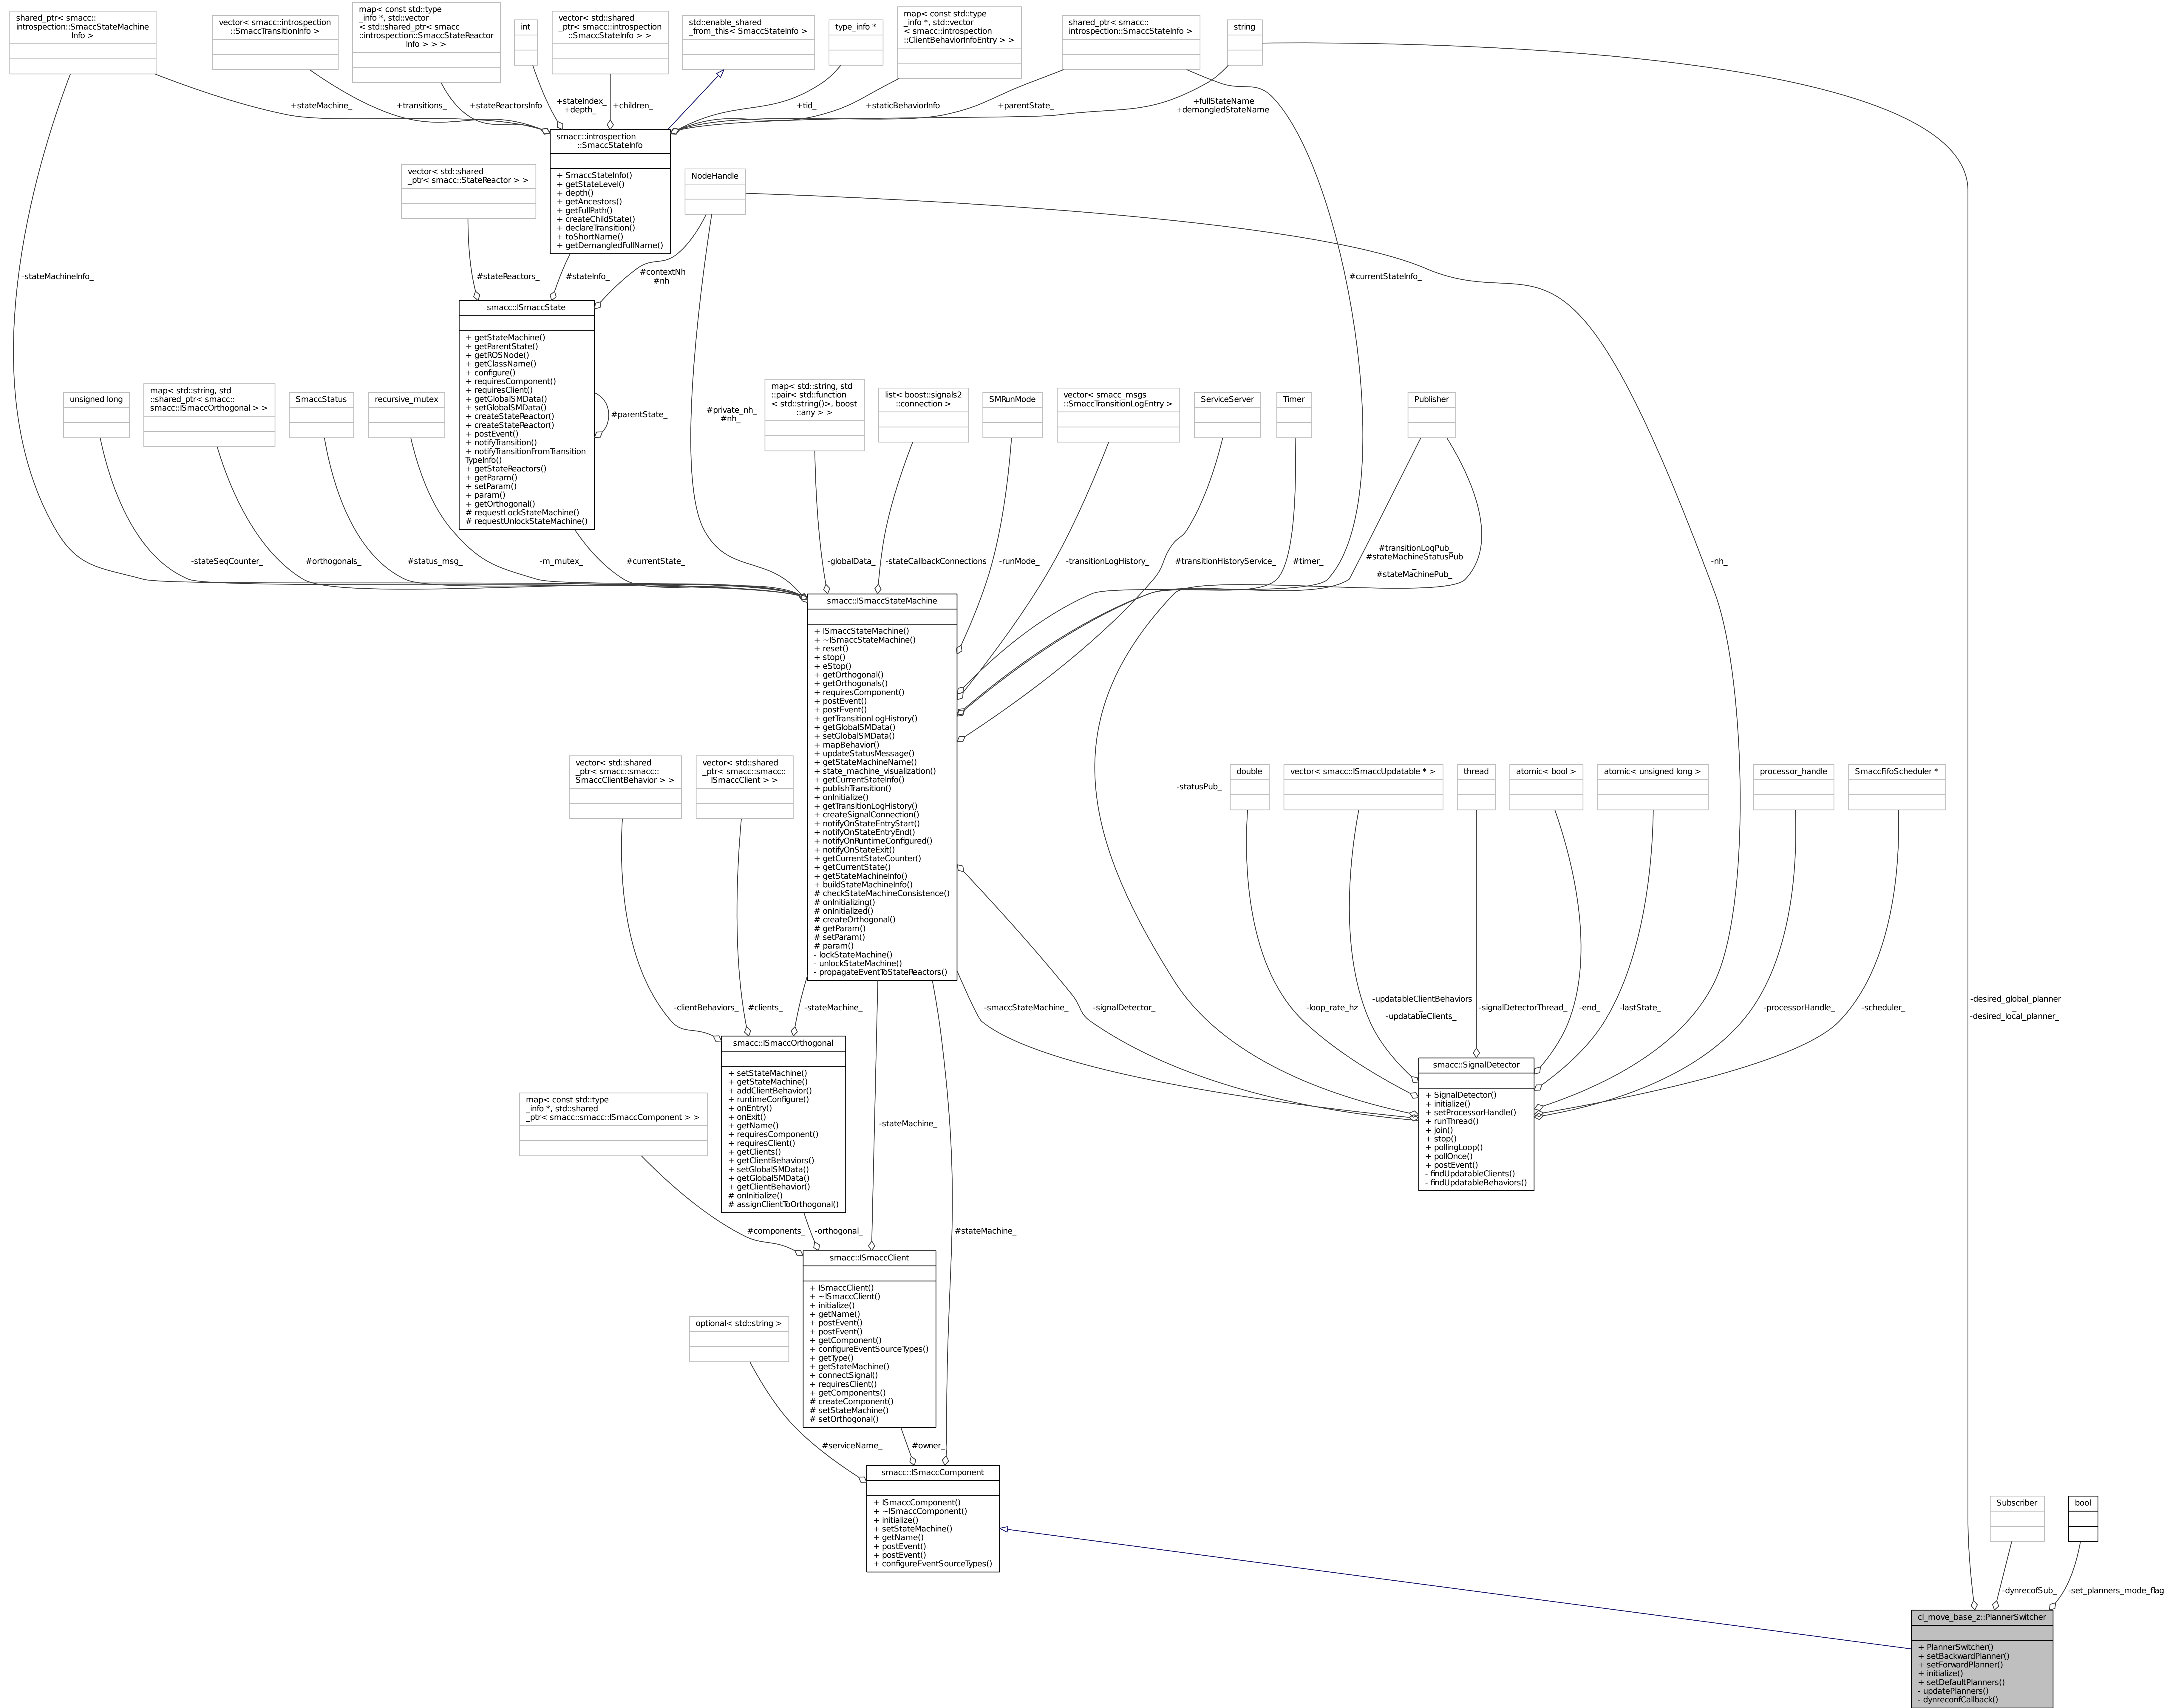 shared_ptr< smacc::
introspection::SmaccStateMachine
Info >
vector< smacc::introspection
::SmaccTransitionInfo >
map< const std::type
_info *, std::vector
< std::shared_ptr< smacc
::introspection::SmaccStateReactor
Info > > >
int
vector< std::shared
_ptr< smacc::introspection
::SmaccStateInfo > >
std::enable_shared
_from_this< SmaccStateInfo >
type_info *
map< const std::type
_info *, std::vector
< smacc::introspection
::ClientBehaviorInfoEntry > >
shared_ptr< smacc::
introspection::SmaccStateInfo >
string
+stateMachine_
+transitions_
+stateReactorsInfo
+stateIndex_
+depth_
+children_
+tid_
+staticBehaviorInfo
+parentState_
+fullStateName
+demangledStateName
smacc::introspection
::SmaccStateInfo
+ SmaccStateInfo()
+ getStateLevel()
+ depth()
+ getAncestors()
+ getFullPath()
+ createChildState()
+ declareTransition()
+ toShortName()
+ getDemangledFullName()
vector< std::shared
_ptr< smacc::StateReactor > >
NodeHandle
-stateMachineInfo_
#stateReactors_
#stateInfo_
#contextNh
#nh
#currentStateInfo_
smacc::ISmaccState
+ getStateMachine()
+ getParentState()
+ getROSNode()
+ getClassName()
+ configure()
+ requiresComponent()
+ requiresClient()
+ getGlobalSMData()
+ setGlobalSMData()
+ createStateReactor()
+ createStateReactor()
+ postEvent()
+ notifyTransition()
+ notifyTransitionFromTransition
TypeInfo()
+ getStateReactors()
+ getParam()
+ setParam()
+ param()
+ getOrthogonal()
# requestLockStateMachine()
# requestUnlockStateMachine()
#parentState_
#private_nh_
#nh_
unsigned long
map< std::string, std
::shared_ptr< smacc::
smacc::ISmaccOrthogonal > >
SmaccStatus
recursive_mutex
map< std::string, std
::pair< std::function
< std::string()>, boost
::any > >
list< boost::signals2
::connection >
SMRunMode
vector< smacc_msgs
::SmaccTransitionLogEntry >
ServiceServer
Timer
Publisher
-stateSeqCounter_
#orthogonals_
#status_msg_
-m_mutex_
#currentState_
-globalData_
-stateCallbackConnections
-runMode_
-transitionLogHistory_
#transitionHistoryService_
#timer_
#transitionLogPub_
#stateMachineStatusPub
_
#stateMachinePub_
-nh_
smacc::ISmaccStateMachine
+ ISmaccStateMachine()
+ ~ISmaccStateMachine()
+ reset()
+ stop()
+ eStop()
+ getOrthogonal()
+ getOrthogonals()
+ requiresComponent()
+ postEvent()
+ postEvent()
+ getTransitionLogHistory()
+ getGlobalSMData()
+ setGlobalSMData()
+ mapBehavior()
+ updateStatusMessage()
+ getStateMachineName()
+ state_machine_visualization()
+ getCurrentStateInfo()
+ publishTransition()
+ onInitialize()
+ getTransitionLogHistory()
+ createSignalConnection()
+ notifyOnStateEntryStart()
+ notifyOnStateEntryEnd()
+ notifyOnRuntimeConfigured()
+ notifyOnStateExit()
+ getCurrentStateCounter()
+ getCurrentState()
+ getStateMachineInfo()
+ buildStateMachineInfo()
# checkStateMachineConsistence()
# onInitializing()
# onInitialized()
# createOrthogonal()
# getParam()
# setParam()
# param()
- lockStateMachine()
- unlockStateMachine()
- propagateEventToStateReactors()
vector< std::shared
_ptr< smacc::smacc::
SmaccClientBehavior > >
vector< std::shared
_ptr< smacc::smacc::
ISmaccClient > >
-statusPub_
double
vector< smacc::ISmaccUpdatable * >
thread
atomic< bool >
atomic< unsigned long >
processor_handle
SmaccFifoScheduler *
-clientBehaviors_
#clients_
-stateMachine_
-smaccStateMachine_
-signalDetector_
-loop_rate_hz
-updatableClientBehaviors
_
-updatableClients_
-signalDetectorThread_
-end_
-lastState_
-processorHandle_
-scheduler_
-desired_global_planner
_
-desired_local_planner_
smacc::ISmaccOrthogonal
+ setStateMachine()
+ getStateMachine()
+ addClientBehavior()
+ runtimeConfigure()
+ onEntry()
+ onExit()
+ getName()
+ requiresComponent()
+ requiresClient()
+ getClients()
+ getClientBehaviors()
+ setGlobalSMData()
+ getGlobalSMData()
+ getClientBehavior()
# onInitialize()
# assignClientToOrthogonal()
smacc::SignalDetector
+ SignalDetector()
+ initialize()
+ setProcessorHandle()
+ runThread()
+ join()
+ stop()
+ pollingLoop()
+ pollOnce()
+ postEvent()
- findUpdatableClients()
- findUpdatableBehaviors()
map< const std::type
_info *, std::shared
_ptr< smacc::smacc::ISmaccComponent > >
-stateMachine_
#components_
-orthogonal_
#stateMachine_
smacc::ISmaccClient
+ ISmaccClient()
+ ~ISmaccClient()
+ initialize()
+ getName()
+ postEvent()
+ postEvent()
+ getComponent()
+ configureEventSourceTypes()
+ getType()
+ getStateMachine()
+ connectSignal()
+ requiresClient()
+ getComponents()
# createComponent()
# setStateMachine()
# setOrthogonal()
optional< std::string >
#serviceName_
#owner_
smacc::ISmaccComponent
+ ISmaccComponent()
+ ~ISmaccComponent()
+ initialize()
+ setStateMachine()
+ getName()
+ postEvent()
+ postEvent()
+ configureEventSourceTypes()
Subscriber
bool
-dynrecofSub_
-set_planners_mode_flag
cl_move_base_z::PlannerSwitcher
+ PlannerSwitcher()
+ setBackwardPlanner()
+ setForwardPlanner()
+ initialize()
+ setDefaultPlanners()
- updatePlanners()
- dynreconfCallback()